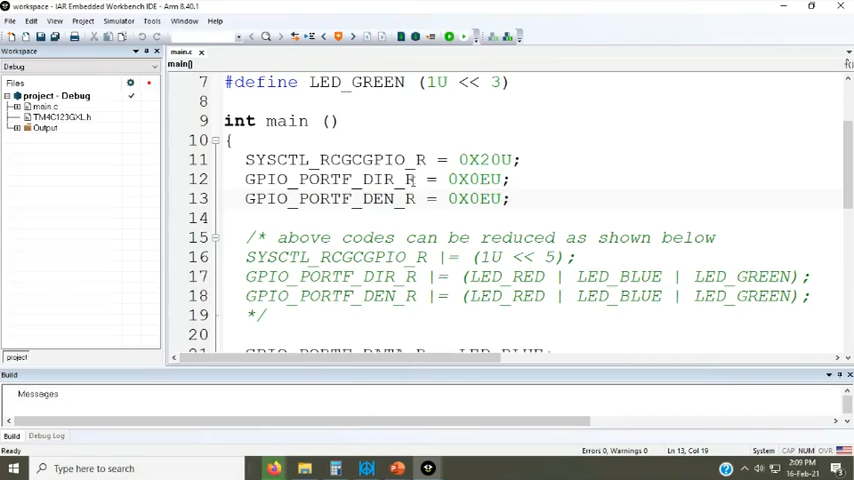 workspace - IAR Embedded Workbench IDE - Arm 8.40.1
File Edit View Project Simulator Tools Window Help
Workspace
main.c
Debug
main()
Files
project - Debug
main.c
TM4C123GXL.h
Output
7 #define LED_GREEN (1U << 3)
8
9 int main ()
10 {
11 SYSCTL_RCGCGPIO_R = 0X20U;
12 GPIO_PORTF_DIR_R = 0X0EU;
13 GPIO_PORTF_DEN_R = 0X0EU;
14
15 /* above codes can be reduced as shown below
16 SYSCTL_RCGCGPIO_R |= (1U << 5);
17 GPIO_PORTF_DIR_R |= (LED_RED | LED_BLUE | LED_GREEN);
18 GPIO_PORTF_DEN_R |= (LED_RED | LED_BLUE | LED_GREEN);
19 */
20
project
Build
Messages
Build Debug Log
Ready Errors 0, Warnings 0 Ln 13, Col 19 System CAP NUM OVR
Type here to search
2:09 PM
16-Feb-21